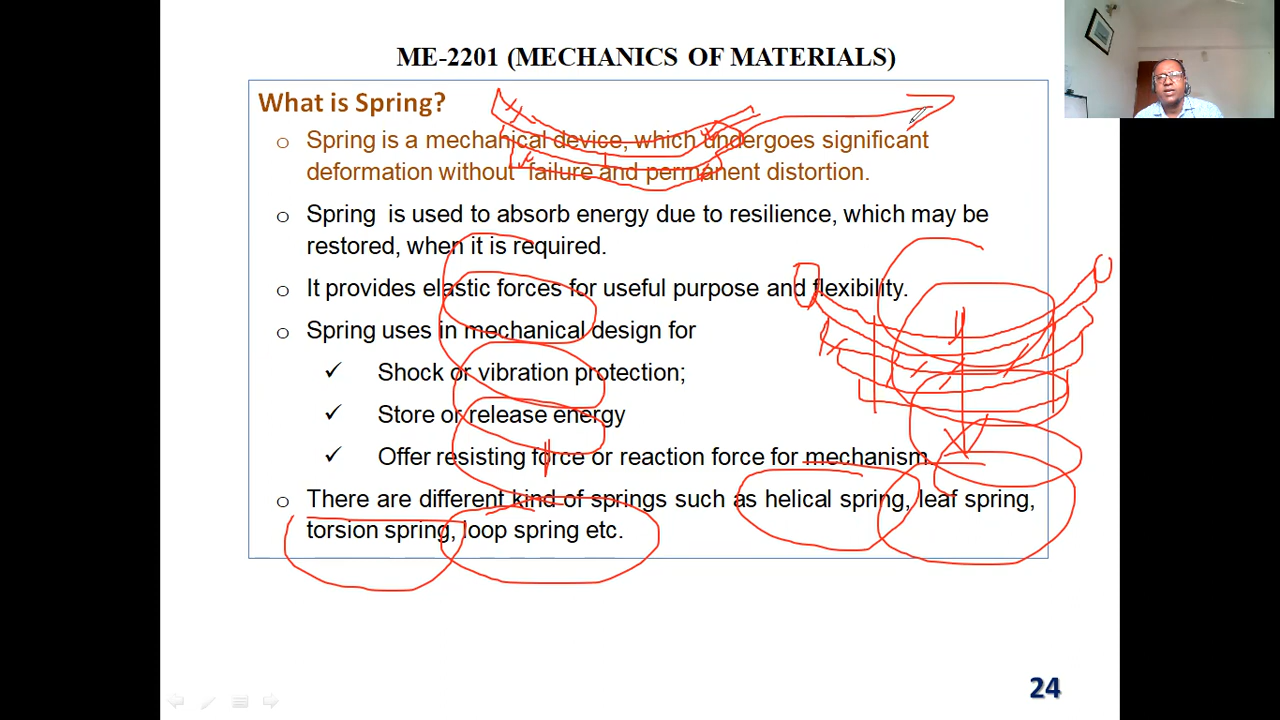 ME-2201 (MECHANICS OF MATERIALS)
What is Spring?
o Spring is a mechanical device, which undergoes significant
deformation without failure and permanent distortion.
o Spring is used to absorb energy due to resilience, which may be
restored, when it is required.
o It provides elastic forces for useful purpose and flexibility.
o Spring uses in mechanical design for
✓ Shock or vibration protection;
✓ Store or release energy
✓ Offer resisting force or reaction force for mechanism.
o There are different kind of springs such as helical spring, leaf spring,
torsion spring, loop spring etc.
24